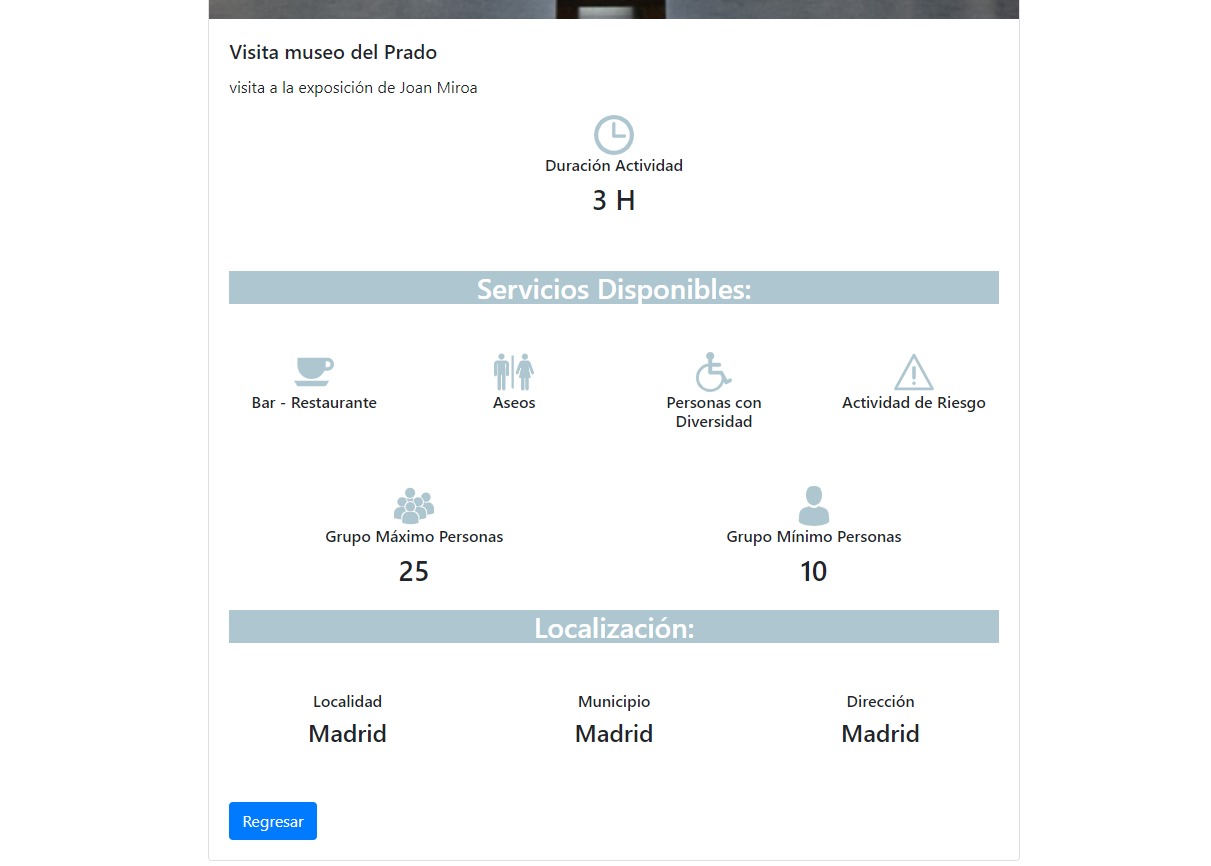 Visita museo del Prado
visita a la exposición de Joan Miroa
Duración Actividad
3 H
Servicios Disponibles:
Bar - Restaurante
Aseos
Personas con
Diversidad
Actividad de Riesgo
Grupo Máximo Personas
25
Grupo Mínimo Personas
10
Localización:
Localidad
Madrid
Municipio
Madrid
Dirección
Madrid
Regresar